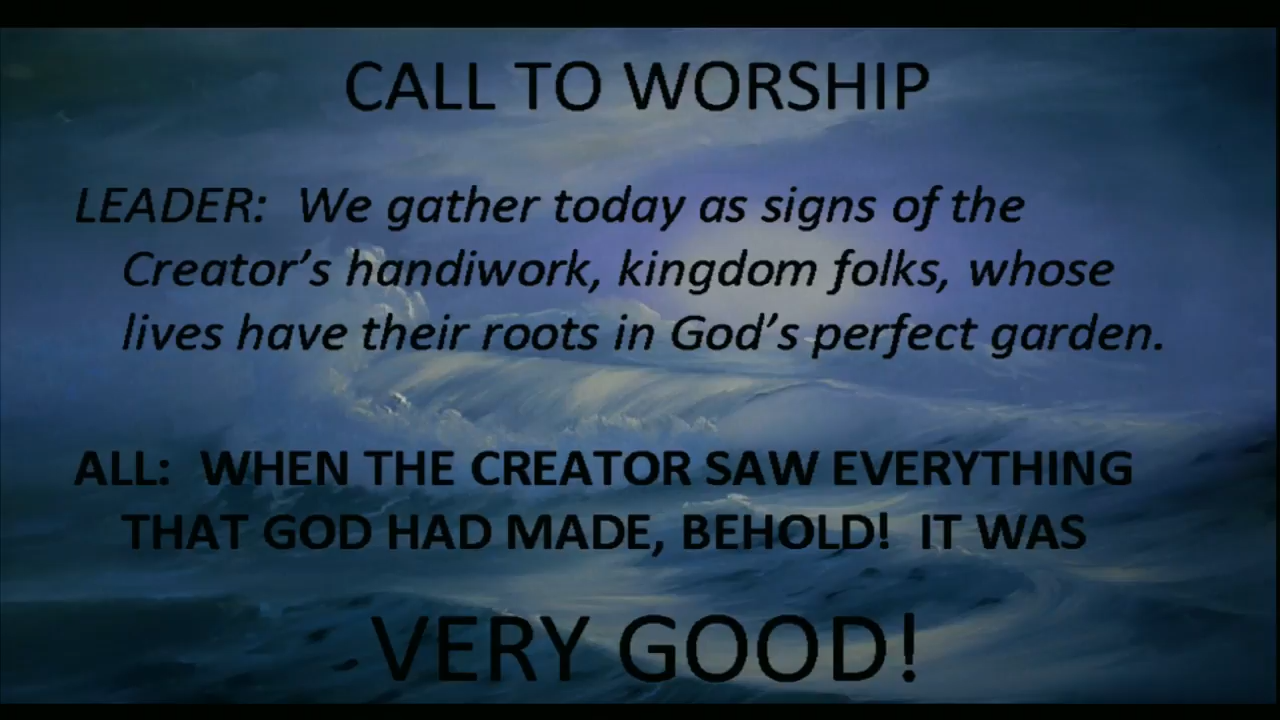 CALL TO WORSHIP
LEADER: We gather today as signs of the
Creator's handiwork, kingdom folks, whose
lives have their roots in God's perfect garden.
ALL: WHEN THE CREATOR SAW EVERYTHING
THAT GOD HAD MADE, BEHOLD! IT WAS
VERY GOOD!